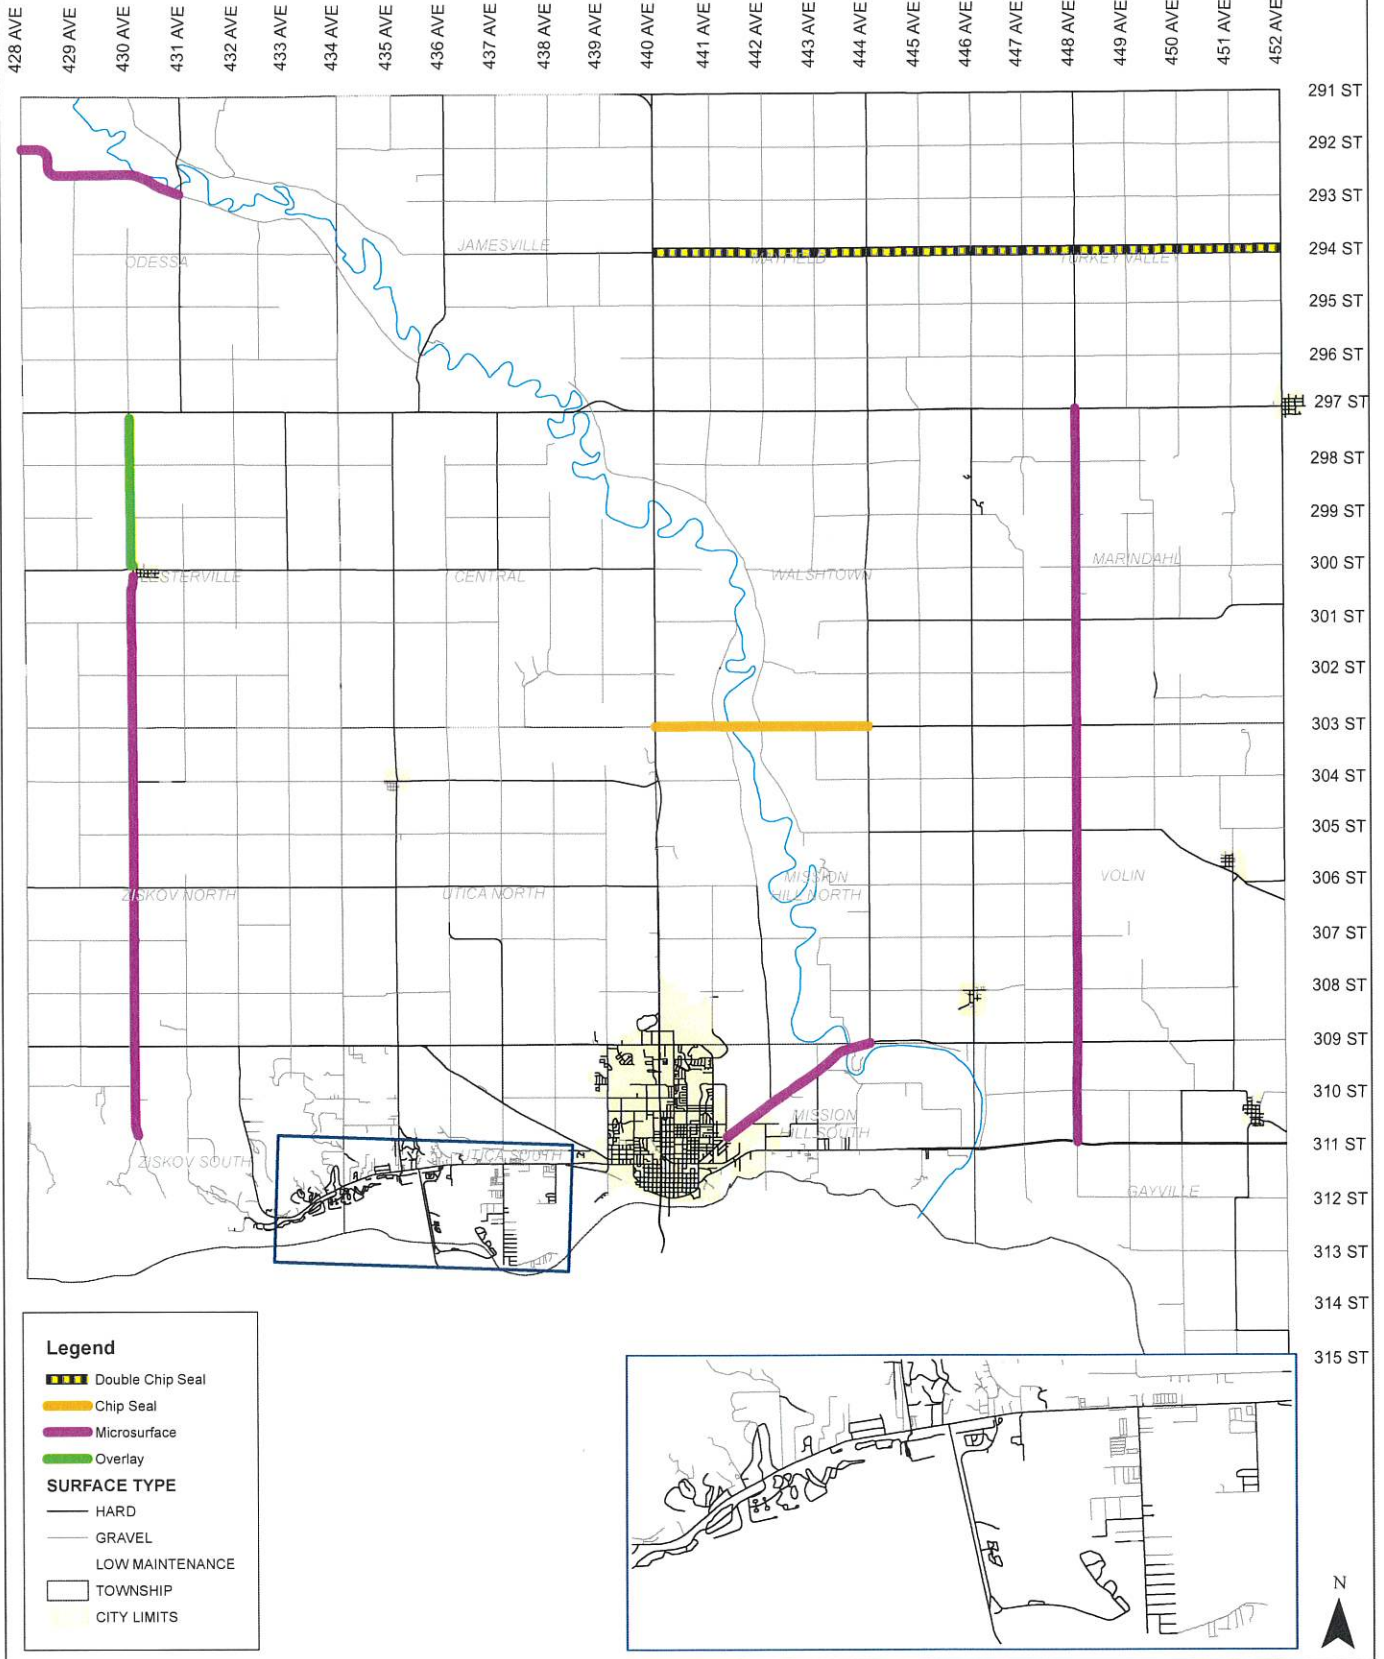 428 AVE
429 AVE
430 AVE
431 AVE
432 AVE
433 AVE
434 AVE
435 AVE
436 AVE
437 AVE
438 AVE
439 AVE
440 AVE
441 AVE
442 AVE
443 AVE
444 AVE
445 AVE
446 AVE
447 AVE
448 AVE
449 AVE
450 AVE
451 AVE
452 AVE
291 ST
292 ST
293 ST
294 ST
295 ST
296 ST
297 ST
298 ST
299 ST
300 ST
301 ST
302 ST
303 ST
304 ST
305 ST
306 ST
307 ST
308 ST
309 ST
310 ST
311 ST
312 ST
313 ST
314 ST
315 ST
ODESSA
JAMESVILLE
MAYFIELD
TURKEY VALLEY
LESTERVILLE
CENTRAL
WALSHTOWN
MARINDAHL
ZISKOV NORTH
UTICA NORTH
MISSION
HILL NORTH
VOLIN
ZISKOV SOUTH
UTICA SOUTH
MISSION
HILL SOUTH
GAYVILLE
Legend
Double Chip Seal
Chip Seal
Microsurface
Overlay
SURFACE TYPE
HARD
GRAVEL
LOW MAINTENANCE
TOWNSHIP
CITY LIMITS
N